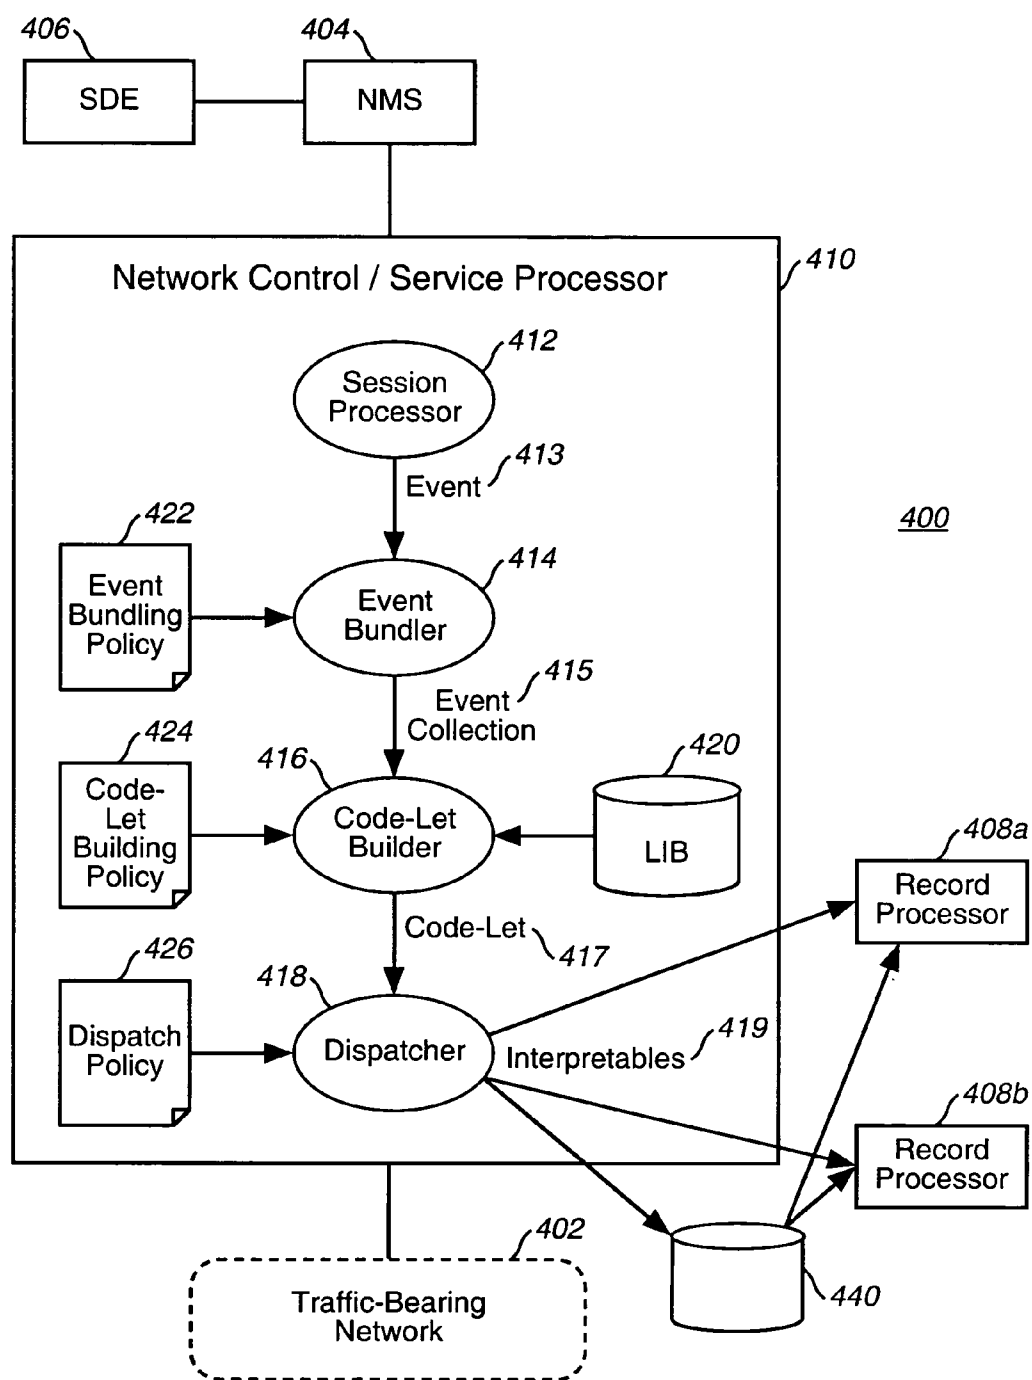 406
404
SDE
NMS
410
Network Control / Service Processor
412
Session
Processor
413
Event
400
422
414
Event
Bundling
Policy
Event
Bundler
415
Event
Collection
424
416
420
Code-
Let
Building
Policy
Code-Let
Builder
LIB
408a
Record
Processor
Code-Let
417
426
418
419
Dispatch
Policy
Dispatcher
Interpretables
408b
Record
Processor
402
Traffic-Bearing
Network
440